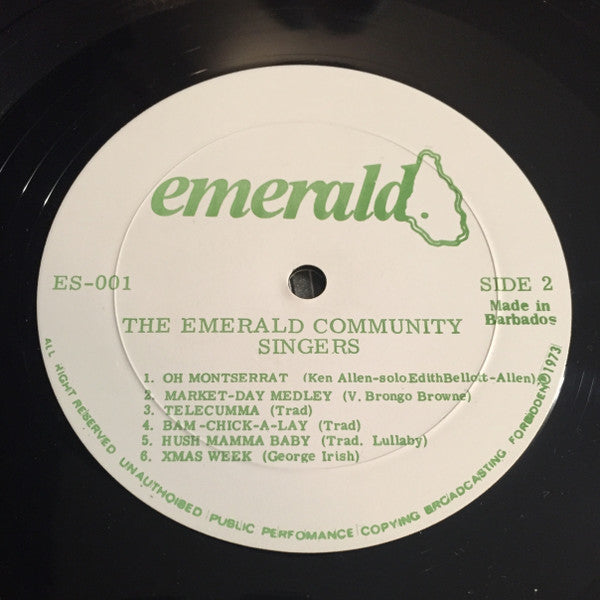 emerald.
ES-001
SIDE 2
Made in
Barbados
THE EMERALD COMMUNITY
SINGERS
1. OH MONTSERRAT (Ken Allen-solo EdithBellott-Allen)
2. MARKET-DAY MEDLEY (V. Brongo Browne)
3. TELECUMMA (Trad)
4. BAM-CHICK-A-LAY (Trad)
5. HUSH MAMMA BABY (Trad. Lullaby)
6. XMAS WEEK (George Irish)
ALL RIGHT RESERVED UNAUTHOISED PUBLIC PERFOMANCE COPYING BROADCASTING FORBIDDEN ℗1973